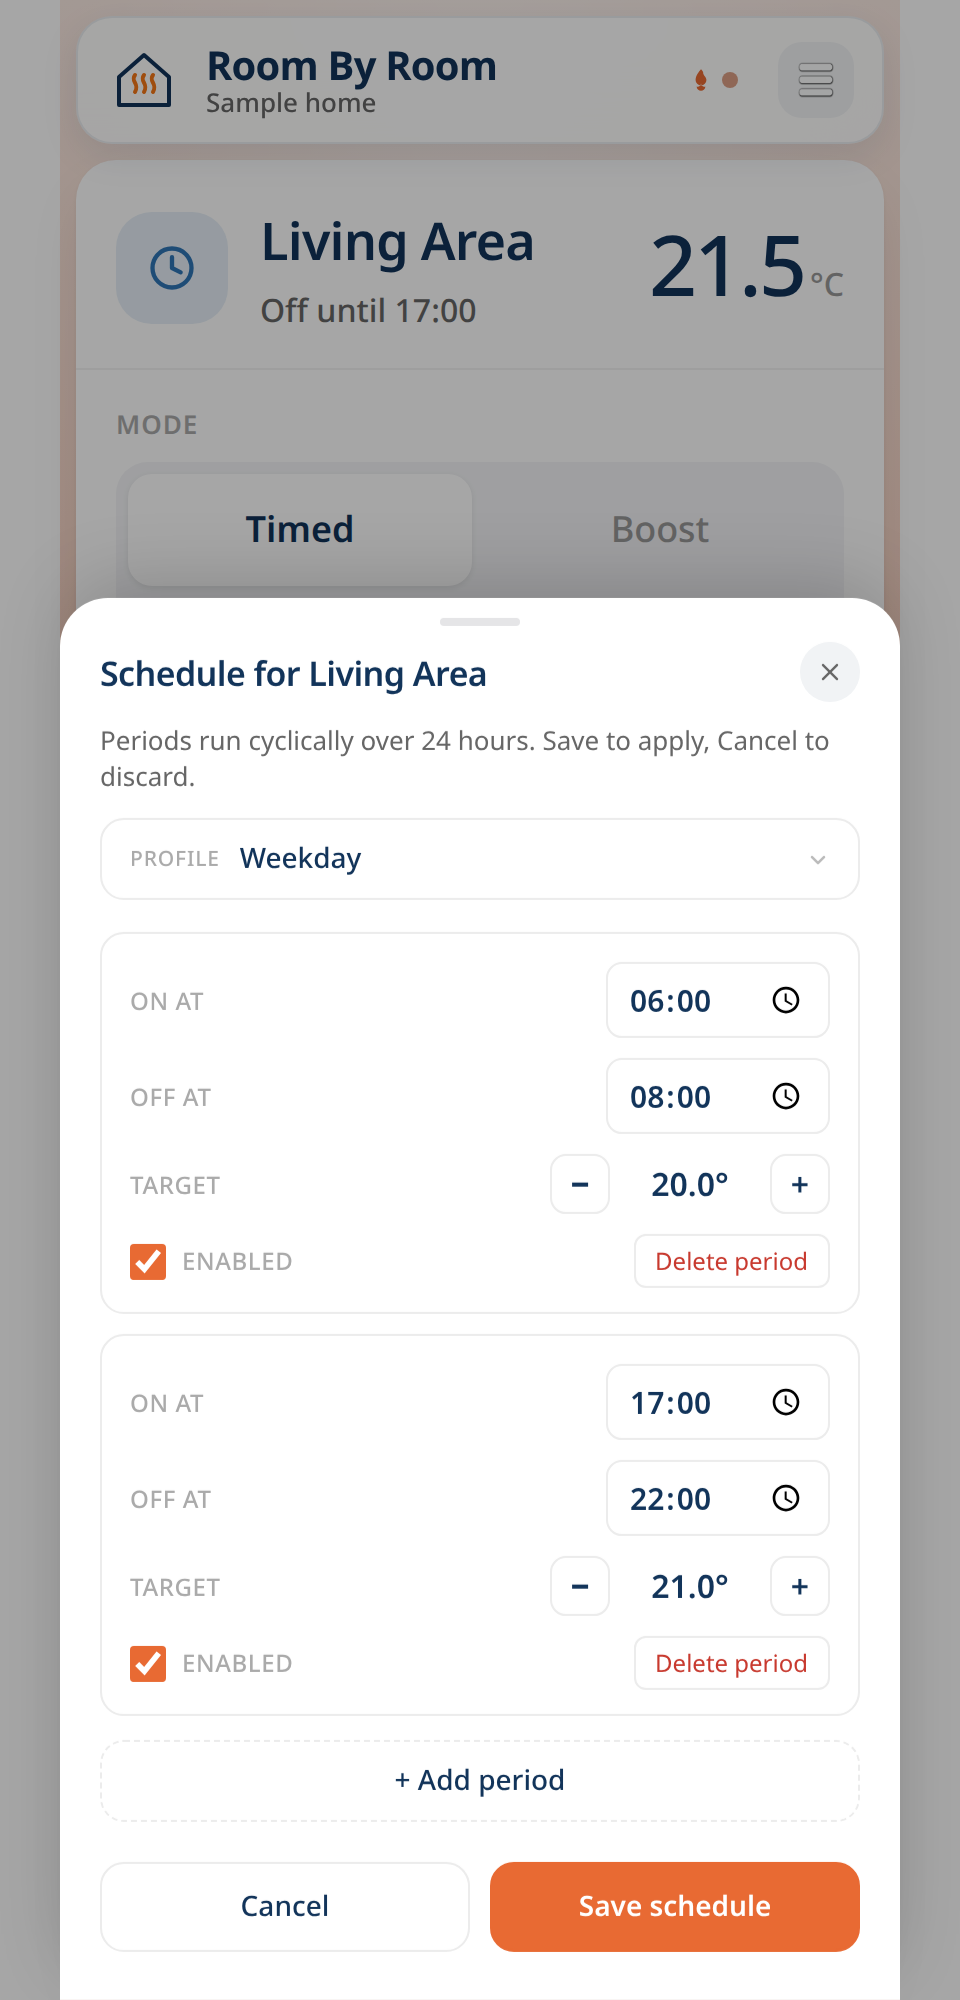 Room By Room
Sample home
Living Area
Off until 17:00
21.5 °C
MODE
Timed
Boost
Schedule for Living Area
Periods run cyclically over 24 hours. Save to apply, Cancel to
discard.
PROFILE Weekday
ON AT 06:00
OFF AT 08:00
TARGET − 20.0° +
ENABLED Delete period
ON AT 17:00
OFF AT 22:00
TARGET − 21.0° +
ENABLED Delete period
+ Add period
Cancel
Save schedule